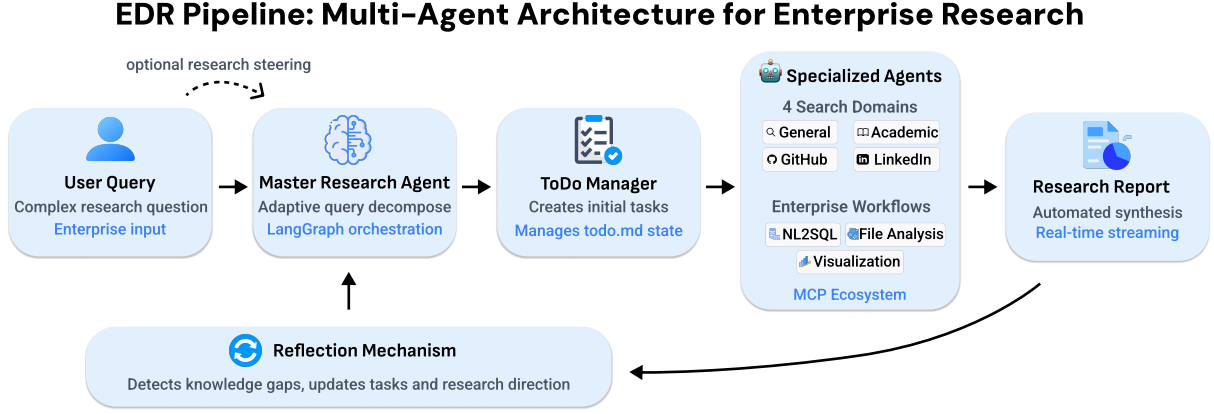 EDR Pipeline: Multi-Agent Architecture for Enterprise Research
optional research steering
User Query
Complex research question
Enterprise input
Master Research Agent
Adaptive query decompose
LangGraph orchestration
ToDo Manager
Creates initial tasks
Manages todo.md state
Specialized Agents
4 Search Domains
General
Academic
GitHub
LinkedIn
Enterprise Workflows
NL2SQL
File Analysis
Visualization
MCP Ecosystem
Research Report
Automated synthesis
Real-time streaming
Reflection Mechanism
Detects knowledge gaps, updates tasks and research direction